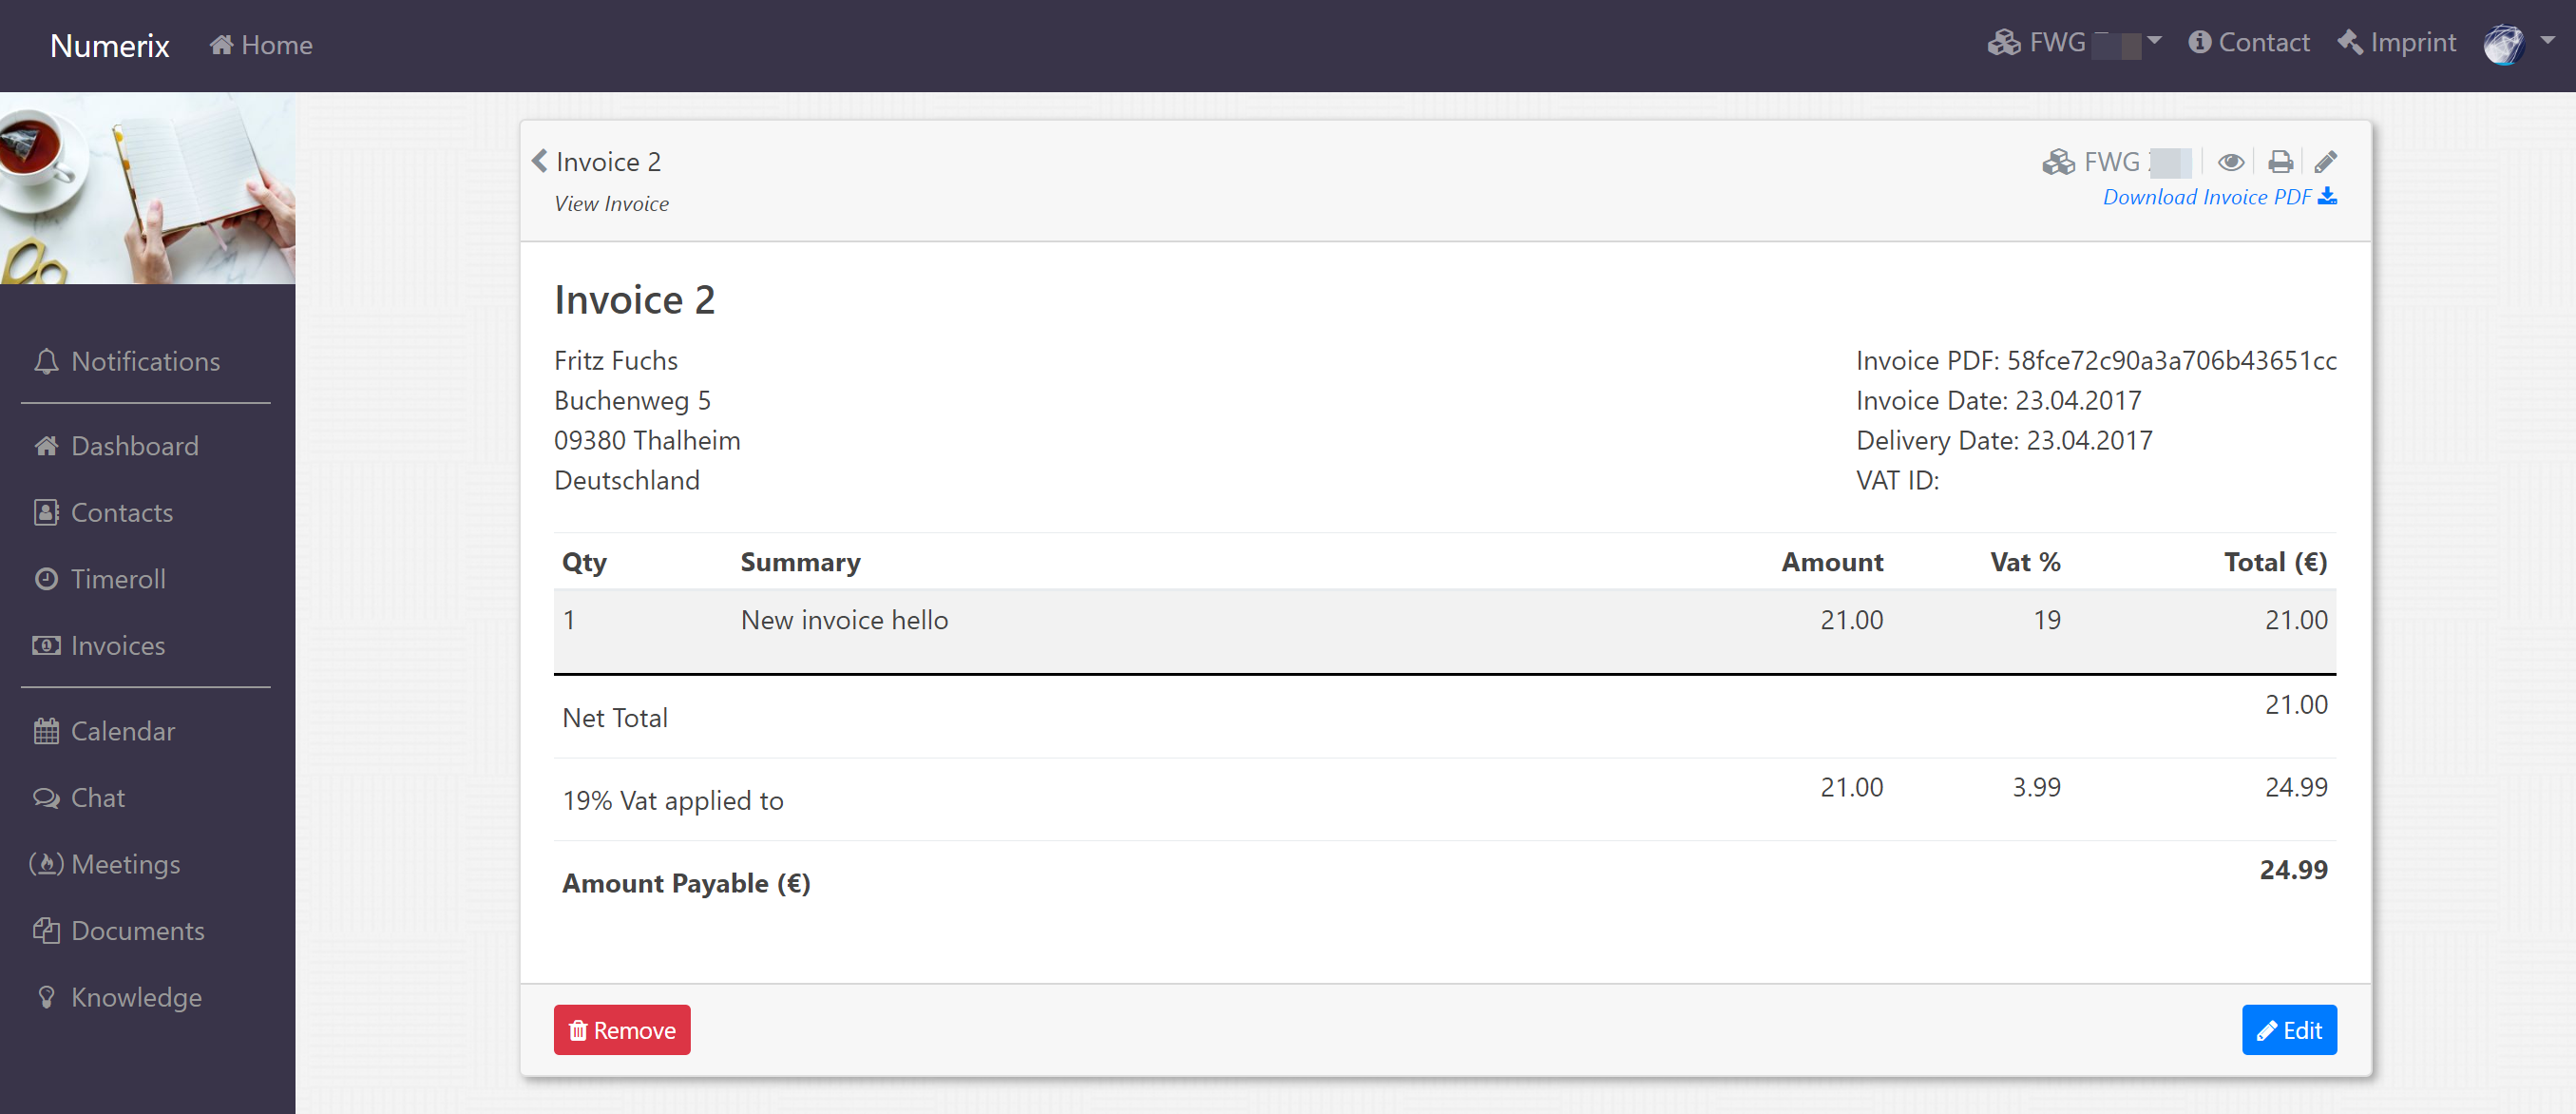 Numerix Home FWG Contact Imprint
Notifications
Dashboard
Contacts
Timeroll
Invoices
Calendar
Chat
Meetings
Documents
Knowledge
Invoice 2 FWG
View Invoice Download Invoice PDF
Invoice 2
Fritz Fuchs
Buchenweg 5
09380 Thalheim
Deutschland
Invoice PDF: 58fce72c90a3a706b43651cc
Invoice Date: 23.04.2017
Delivery Date: 23.04.2017
VAT ID:
Qty Summary Amount Vat % Total (€)
1 New invoice hello 21.00 19 21.00
Net Total 21.00
19% Vat applied to 21.00 3.99 24.99
Amount Payable (€) 24.99
Remove Edit